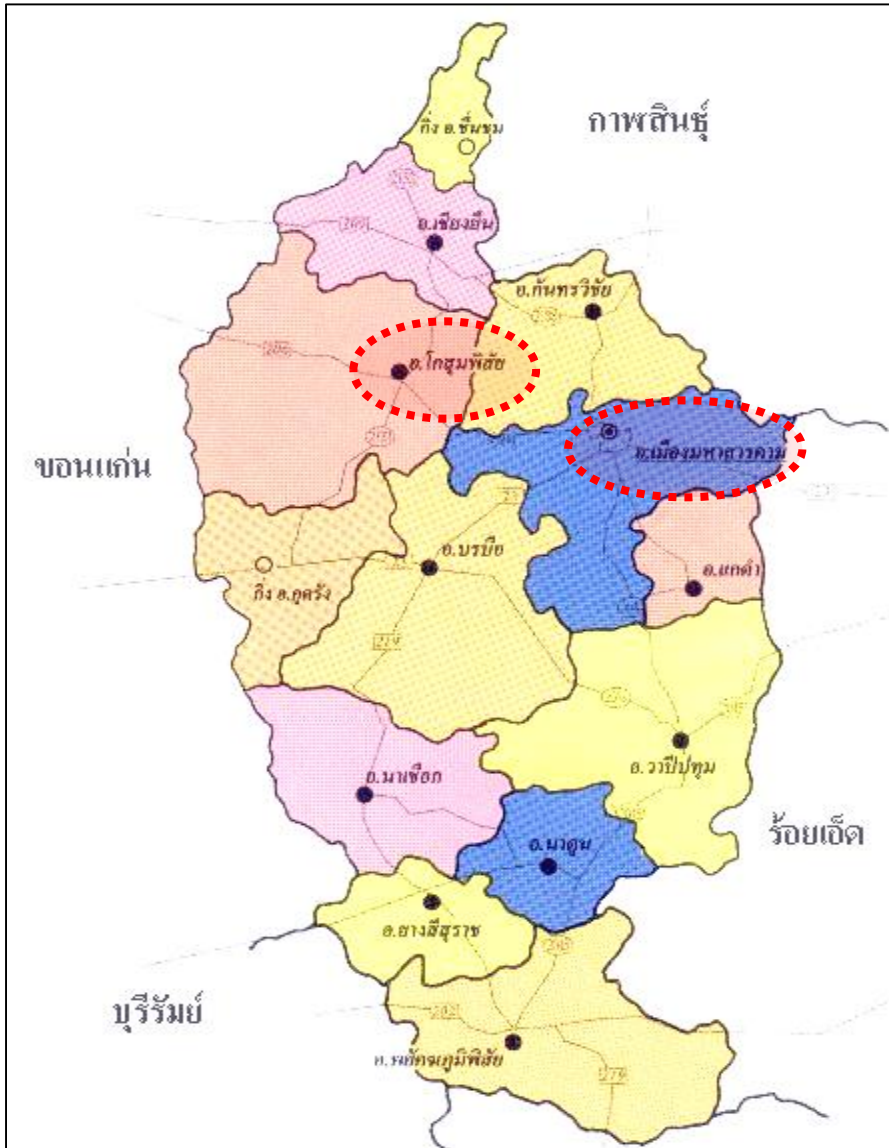 กาพสินธุ์
กิ่ง อ.ชื่นชม
อ.เชียงยืน
อ.กันทรวิชัย
อ.โกสุมพิสัย
อ.เมืองมหาสารคาม
ขอนแก่น
อ.บรบือ
อ.แกดำ
กิ่ง อ.กุดรัง
219
อ.วาปีปทุม
อ.นาเชือก
ร้อยเอ็ด
อ.นาดูน
อ.ยางสีสุราช
บุรีรัมย์
อ.พยัคฆภูมิพิสัย
219